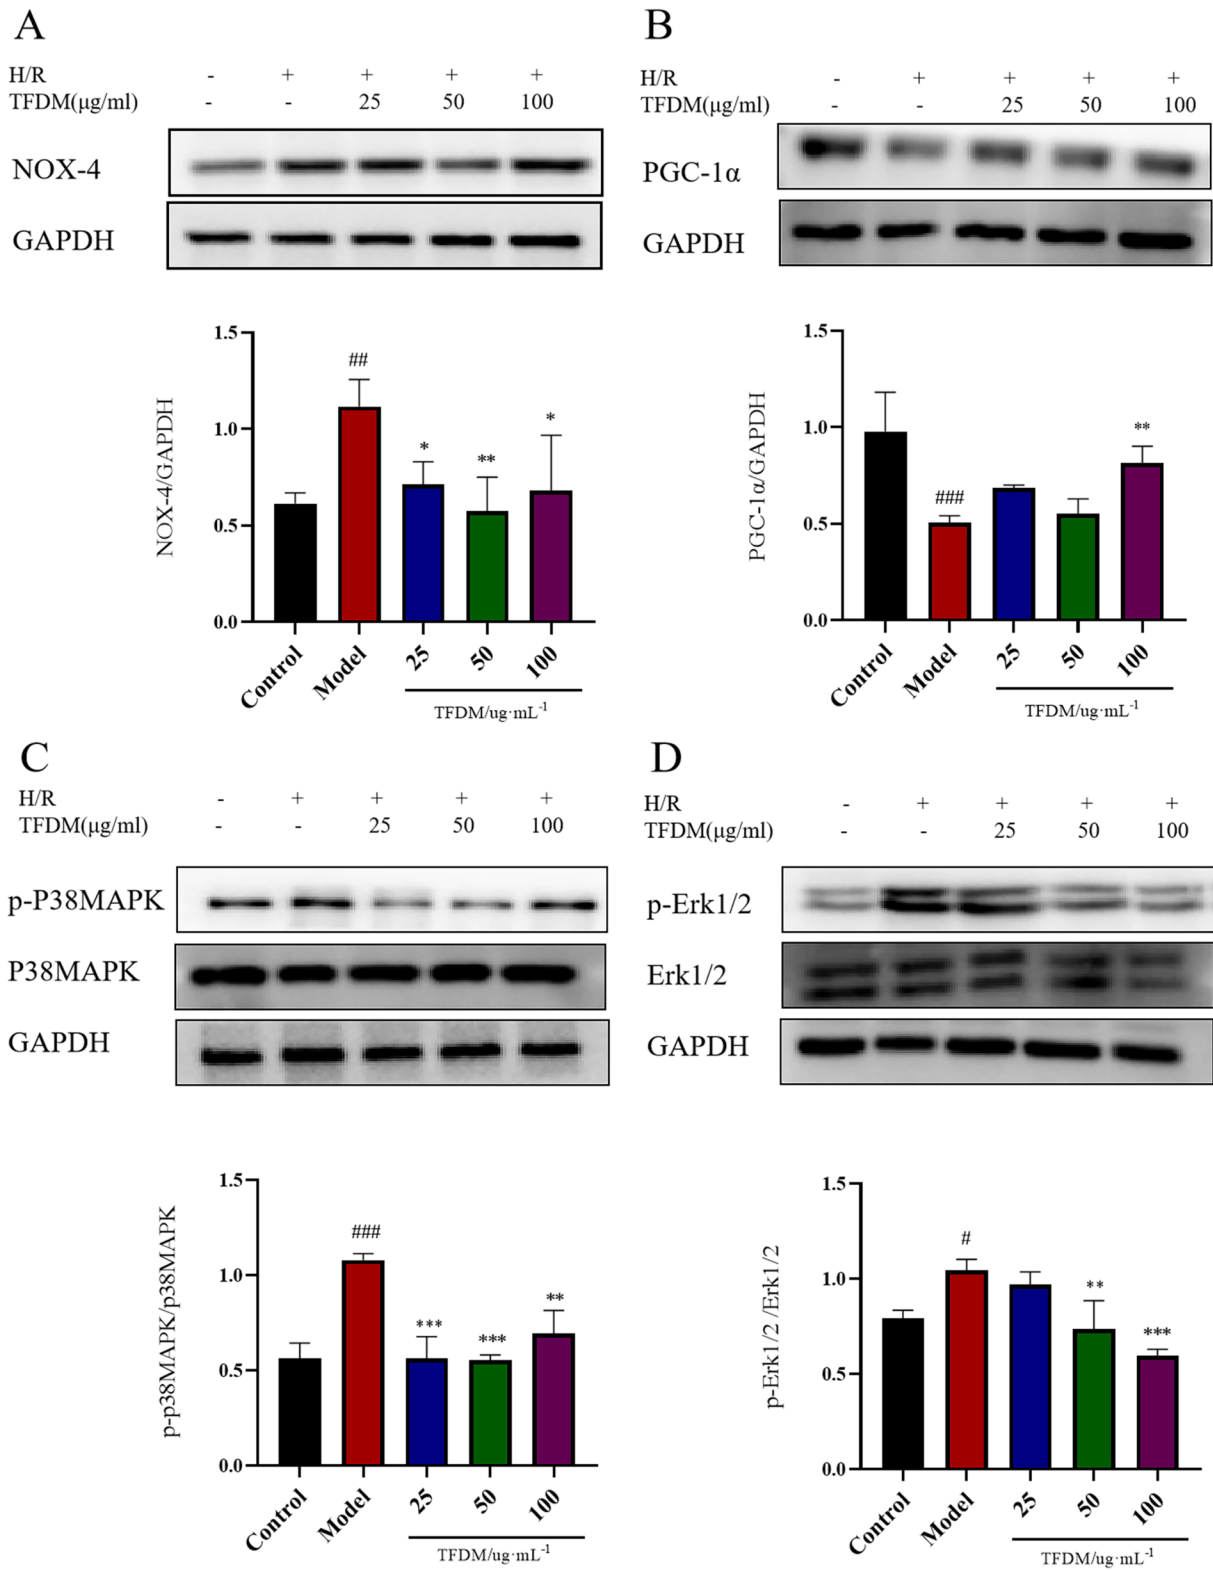 A
H/R - + + + +
TFDM(μg/ml) - - 25 50 100
NOX-4
GAPDH
1.5
1.0
0.5
0.0
NOX-4/GAPDH
##
*
**
*
Control Model 25 50 100
TFDM/ug·mL⁻¹
B
H/R - + + + +
TFDM(μg/ml) - - 25 50 100
PGC-1α
GAPDH
1.5
1.0
0.5
0.0
PGC-1α/GAPDH
###
**
Control Model 25 50 100
TFDM/ug·mL⁻¹
C
H/R - + + + +
TFDM(μg/ml) - - 25 50 100
p-P38MAPK
P38MAPK
GAPDH
1.5
1.0
0.5
0.0
p-p38MAPK/p38MAPK
###
***
***
**
Control Model 25 50 100
TFDM/ug·mL⁻¹
D
H/R - + + + +
TFDM(μg/ml) - - 25 50 100
p-Erk1/2
Erk1/2
GAPDH
1.5
1.0
0.5
0.0
p-Erk1/2 /Erk1/2
#
**
***
Control Model 25 50 100
TFDM/ug·mL⁻¹